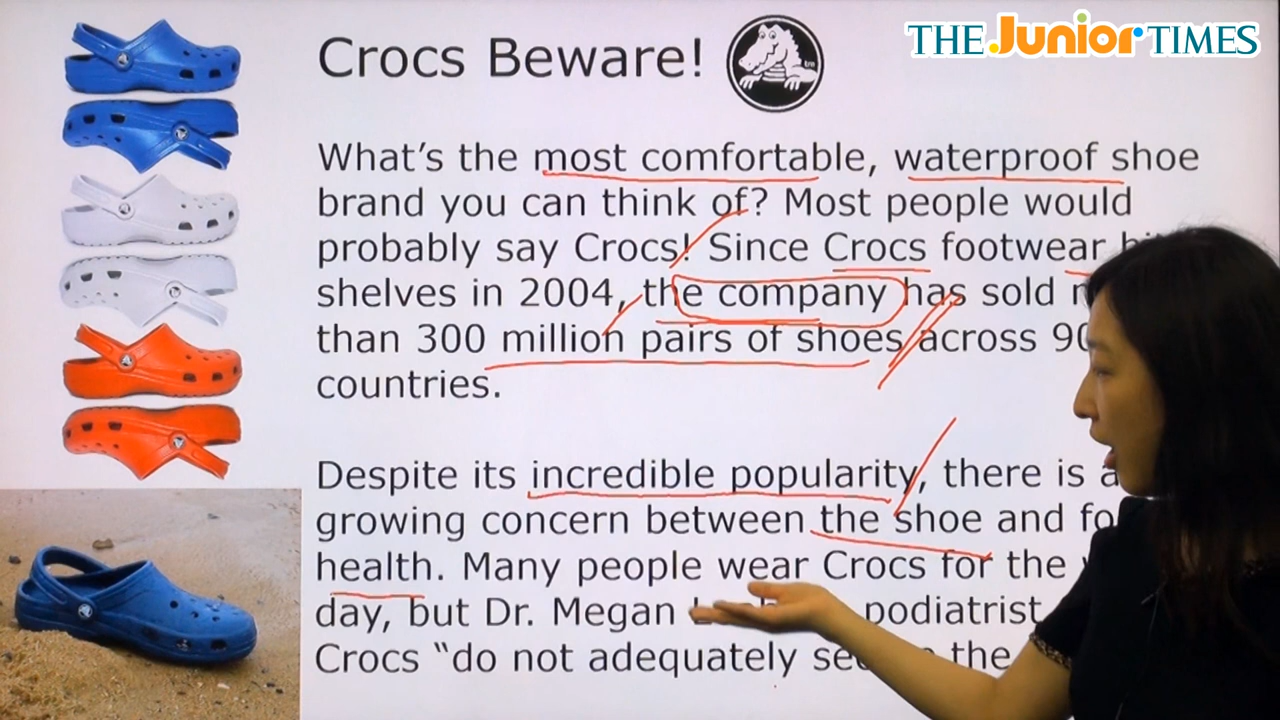 THE Junior TIMES
Crocs Beware!
What's the most comfortable, waterproof shoe
brand you can think of? Most people would
probably say Crocs! Since Crocs footwear
shelves in 2004, the company has sold
than 300 million pairs of shoes across 90
countries.
Despite its incredible popularity, there is a
growing concern between the shoe and
health. Many people wear Crocs for the
day, but Dr. Megan podiatrist
Crocs "do not adequately the